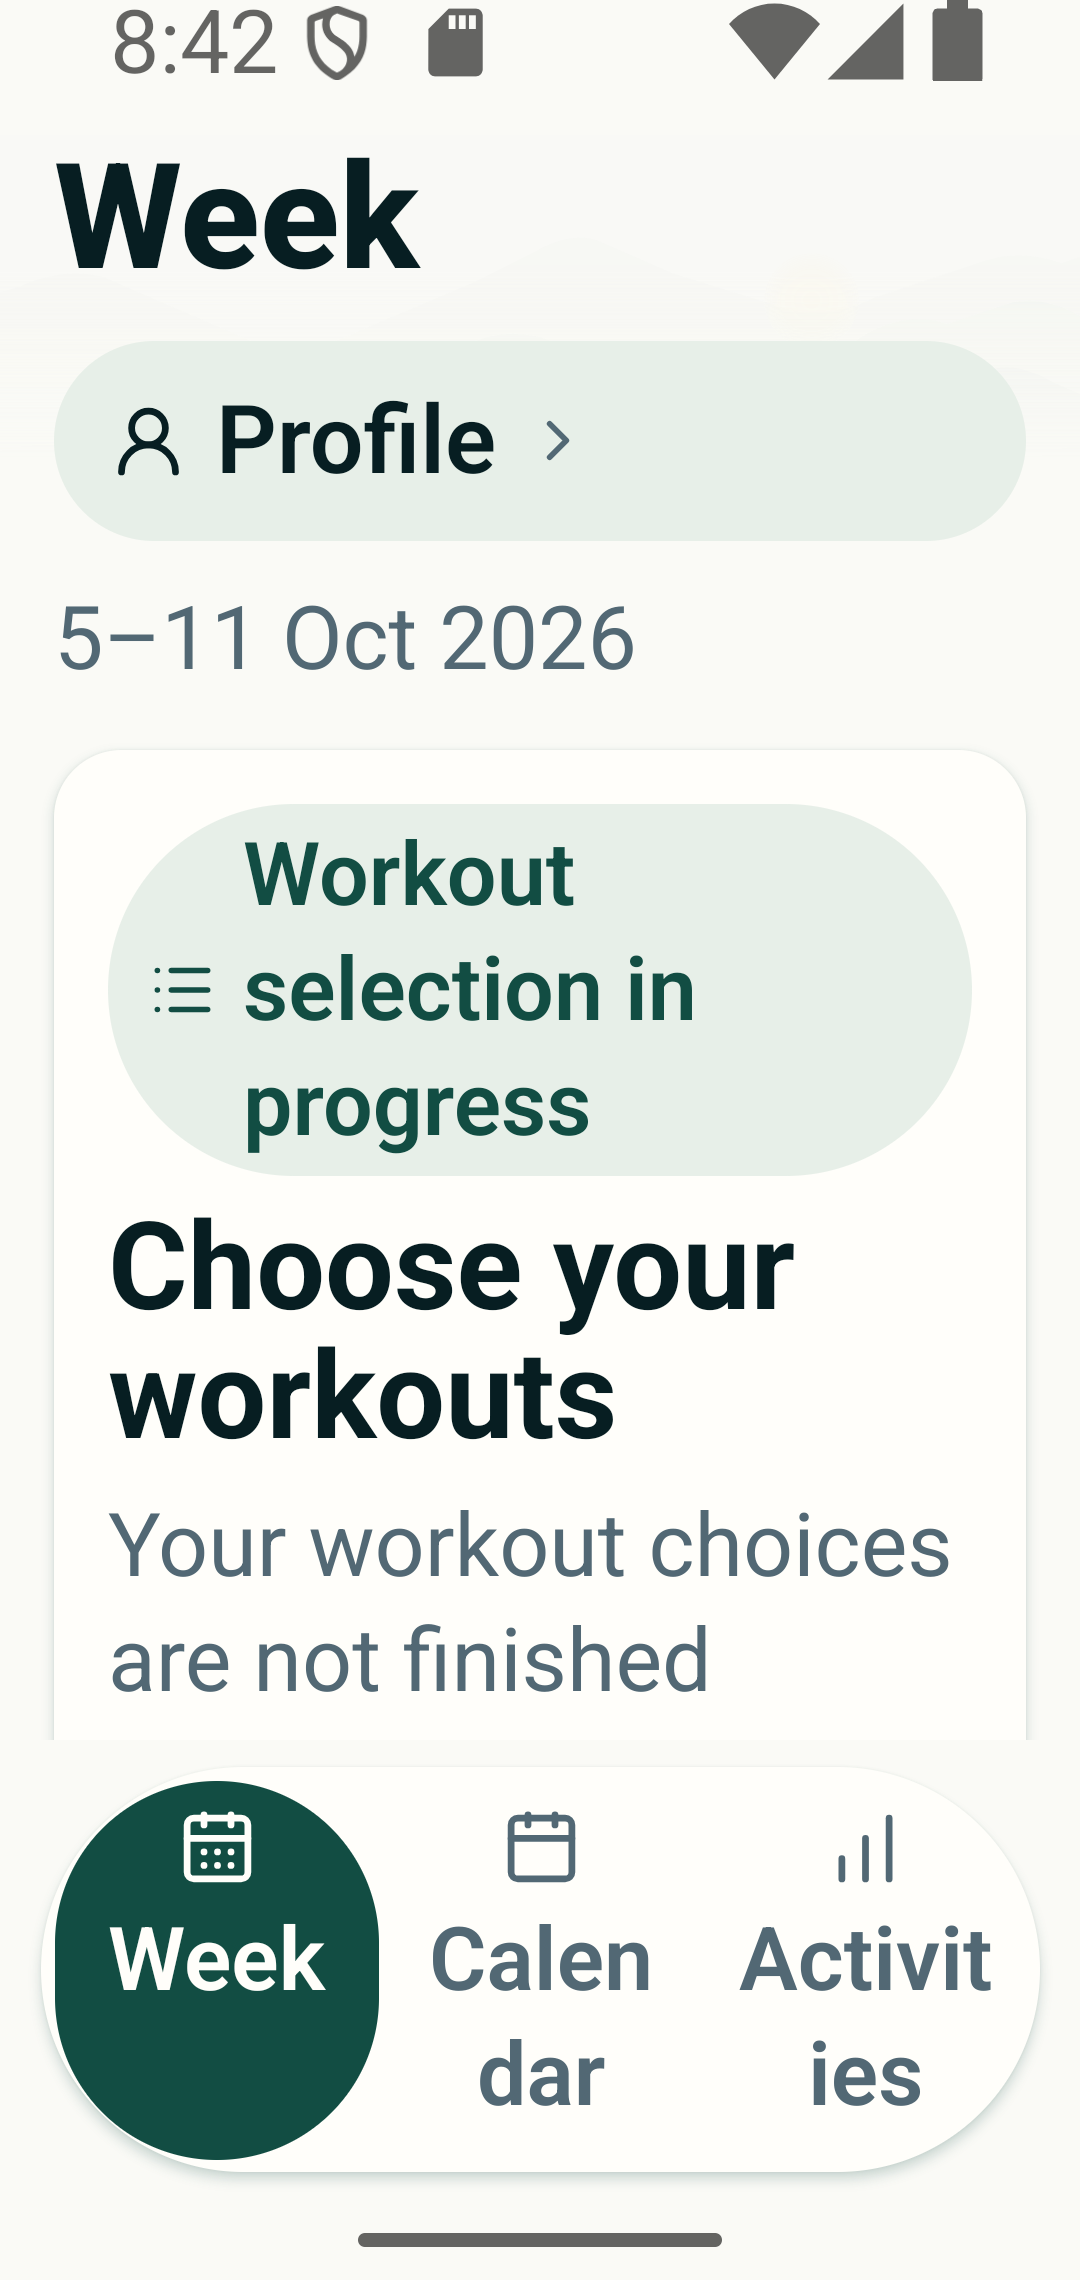 8:42
Week
Profile
5–11 Oct 2026
Workout
selection in
progress
Choose your
workouts
Your workout choices
are not finished
Week
Calen
dar
Activit
ies